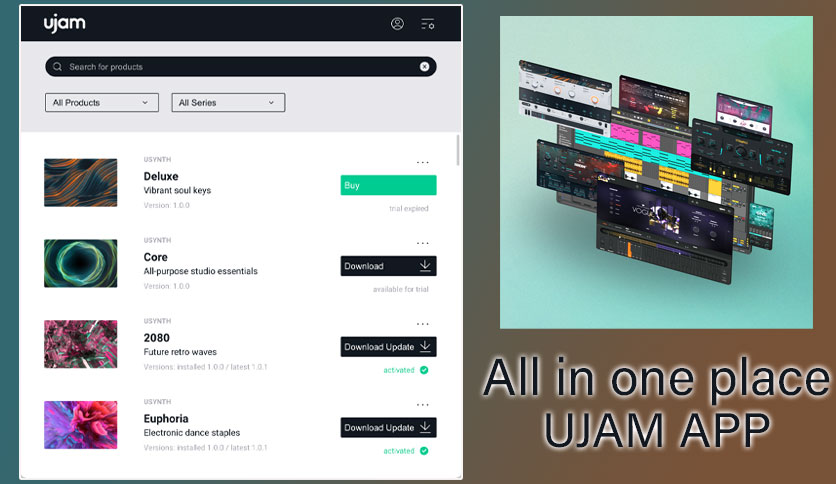 ujam
Search for products
All Products
All Series
USYNTH
Deluxe
Vibrant soul keys
Version: 1.0.0
...
Buy
trial expired
USYNTH
Core
All-purpose studio essentials
Version: 1.0.0
...
Download
available for trial
USYNTH
2080
Future retro waves
Versions: installed 1.0.0 / latest 1.0.1
...
Download Update
activated
USYNTH
Euphoria
Electronic dance staples
Versions: installed 1.0.0 / latest 1.0.1
...
Download Update
activated
All in one place
UJAM APP